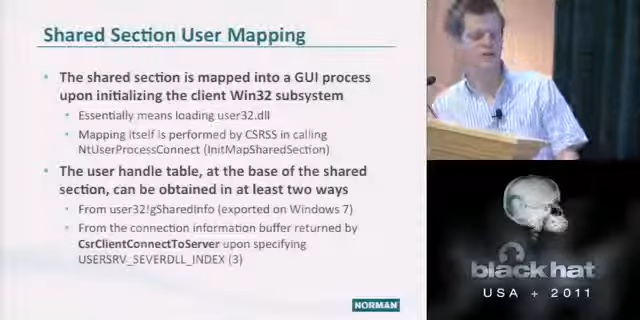 Shared Section User Mapping
• The shared section is mapped into a GUI process
upon initializing the client Win32 subsystem
• Essentially means loading user32.dll
• Mapping itself is performed by CSRSS in calling
NtUserProcessConnect (InitMapSharedSection)
• The user handle table, at the base of the shared
section, can be obtained in at least two ways
• From user32!gSharedInfo (exported on Windows 7)
• From the connection information buffer returned by
CsrClientConnectToServer upon specifying
USERSRV_SEVERDLL_INDEX (3)
NORMAN
black hat
USA + 2011